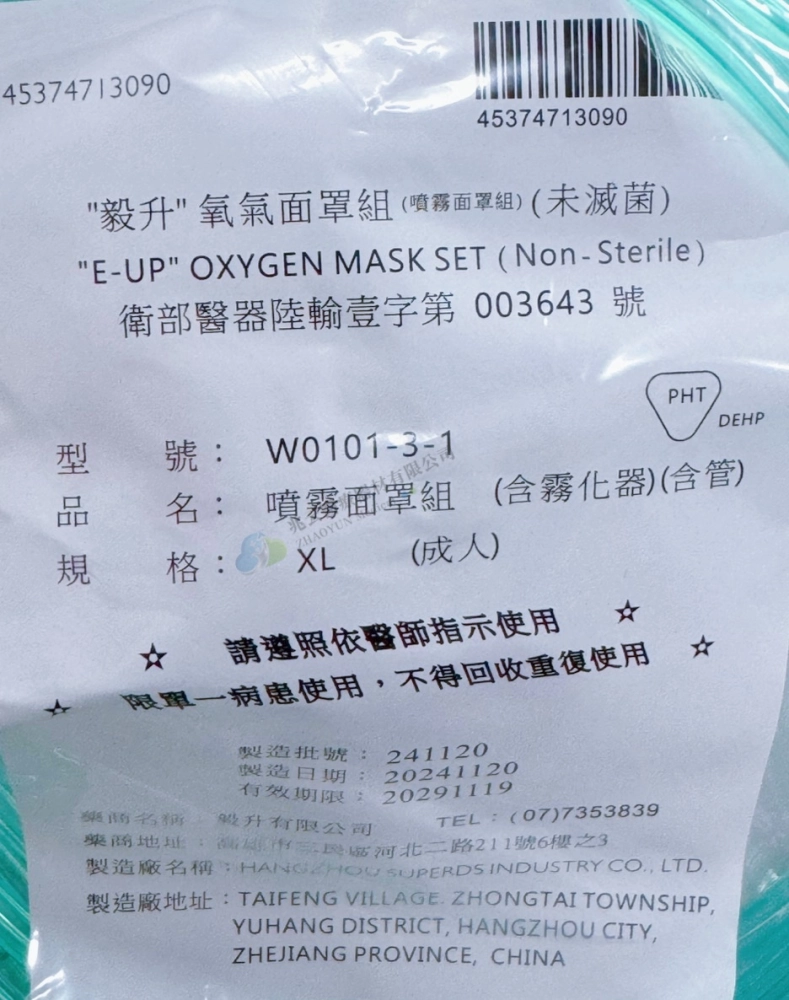 45374713090
45374713090
"毅升" 氧氣面罩組 (噴霧面罩組) (未滅菌)
"E-UP" OXYGEN MASK SET (Non-Sterile)
衛部醫器陸輸壹字第 003643 號
PHT
DEHP
型 號： W0101-3-1
品 名： 噴霧面罩組 (含霧化器)(含管)
規 格： XL (成人)
ZHAOYUN
☆ 請遵照依醫師指示使用 ☆
☆ 限單一病患使用，不得回收重復使用 ☆
製造批號： 241120
製造日期： 20241120
有效期限： 20291119
藥商名稱 毅升有限公司 TEL：(07)7353839
藥商地址：高雄市三民區河北二路211號6樓之3
製造廠名稱：HANGZHOU SUPERDS INDUSTRY CO., LTD.
製造廠地址：TAIFENG VILLAGE. ZHONGTAI TOWNSHIP,
YUHANG DISTRICT, HANGZHOU CITY,
ZHEJIANG PROVINCE, CHINA